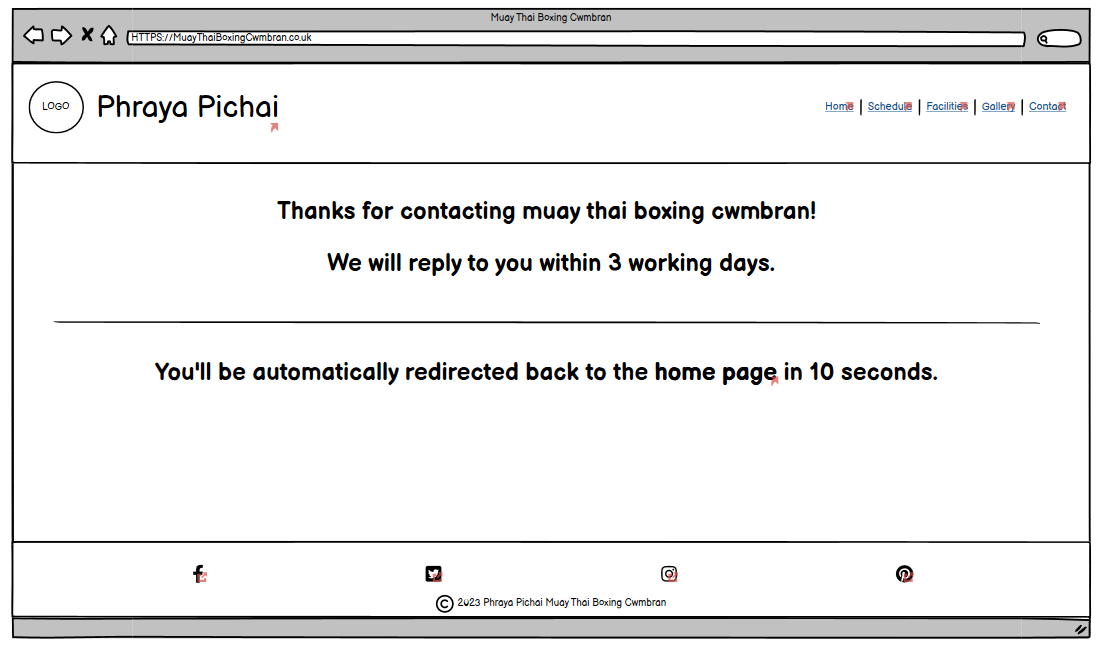 Muay Thai Boxing Cwmbran
HTTPS://MuayThaiBoxingCwmbran.co.uk
LOGO
Phraya Pichai
Home | Schedule | Facilities | Gallery | Contact
Thanks for contacting muay thai boxing cwmbran!
We will reply to you within 3 working days.
You'll be automatically redirected back to the home page in 10 seconds.
© 2023 Phraya Pichai Muay Thai Boxing Cwmbran